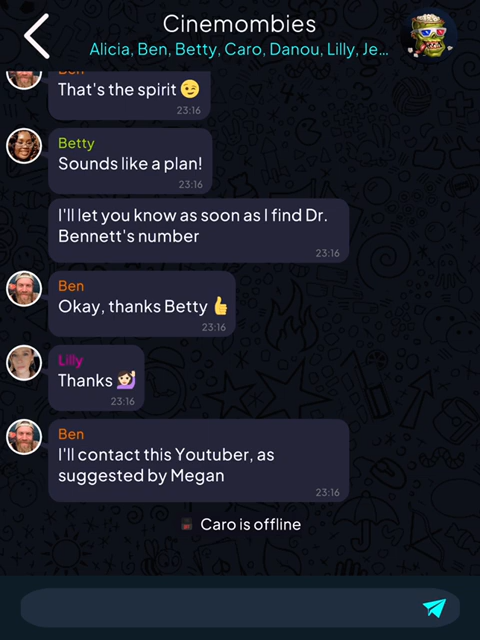 Cinemombies
Alicia, Ben, Betty, Caro, Danou, Lilly, Je...
Ben
That's the spirit 😉
23:16
Betty
Sounds like a plan!
23:16
I'll let you know as soon as I find Dr.
Bennett's number
23:16
Ben
Okay, thanks Betty 👍
23:16
Lilly
Thanks 🙋🏻‍♀️
23:16
Ben
I'll contact this Youtuber, as
suggested by Megan
23:16
Caro is offline